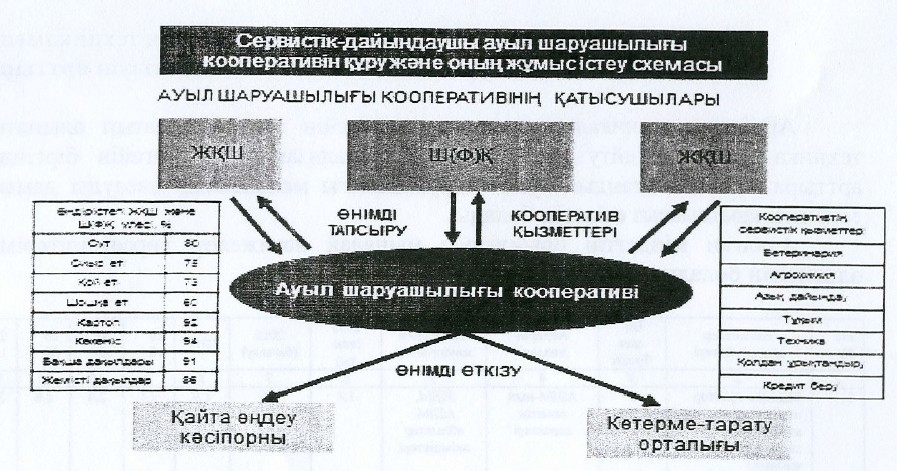 Сервистік-дайындаушы ауыл шаруашылығы
кооперативін құру және оның жұмыс істеу схемасы
АУЫЛ ШАРУАШЫЛЫҒЫ КООПЕРАТИВІНІҢ ҚАТЫСУШЫЛАРЫ
ЖҚШ
Ш(Ф)Қ
ЖҚШ
ӨНІМДІ
ТАПСЫРУ
КООПЕРАТИВ
ҚЫЗМЕТТЕРІ
Өндірістегі ЖҚШ және
Ш(Ф)Қ үлесі, %
Сүт 80
Сиыр еті
Қой еті
Шошқа еті
Картоп 92
Көкөніс 94
Бақша дақылдары 91
Жемісті дақылдар 86
Кооперативтің
сервистік қызметтері
Ветеринария
Агрохимия
Азық дайындау
Тұқым
Техника
Қолдан ұрықтандыру
Кредит беру
Ауыл шаруашылығы кооперативі
ӨНІМДІ ӨТКІЗУ
Қайта өңдеу
кәсіпорны
Көтерме-тарату
орталығы